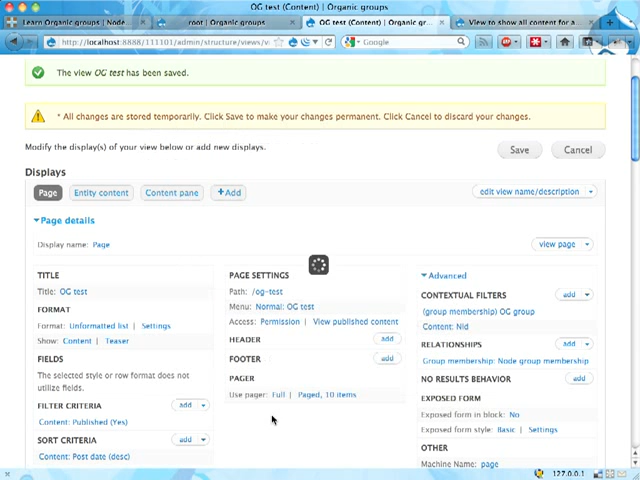 OG test (Content) | Organic groups
Learn Organic groups | Node...
root | Organic groups
OG test (Content) | Organic gr...
View to show all content for a...
http://localhost:8888/111101/admin/structure/views/v
Google
The view OG test has been saved.
* All changes are stored temporarily. Click Save to make your changes permanent. Click Cancel to discard your changes.
Modify the display(s) of your view below or add new displays.
Save
Cancel
Displays
Page
Entity content
Content pane
+Add
edit view name/description
Page details
Display name: Page
view page
TITLE
Title: OG test
FORMAT
Format: Unformatted list | Settings
Show: Content | Teaser
FIELDS
The selected style or row format does not
utilize fields.
FILTER CRITERIA
add
Content: Published (Yes)
SORT CRITERIA
add
Content: Post date (desc)
PAGE SETTINGS
Path: /og-test
Menu: Normal: OG test
Access: Permission | View published content
HEADER
add
FOOTER
add
PAGER
Use pager: Full | Paged, 10 items
Advanced
CONTEXTUAL FILTERS
add
(group membership) OG group
Content: Nid
RELATIONSHIPS
add
Group membership: Node group membership
NO RESULTS BEHAVIOR
add
EXPOSED FORM
Exposed form in block: No
Exposed form style: Basic | Settings
OTHER
Machine Name: page
127.0.0.1